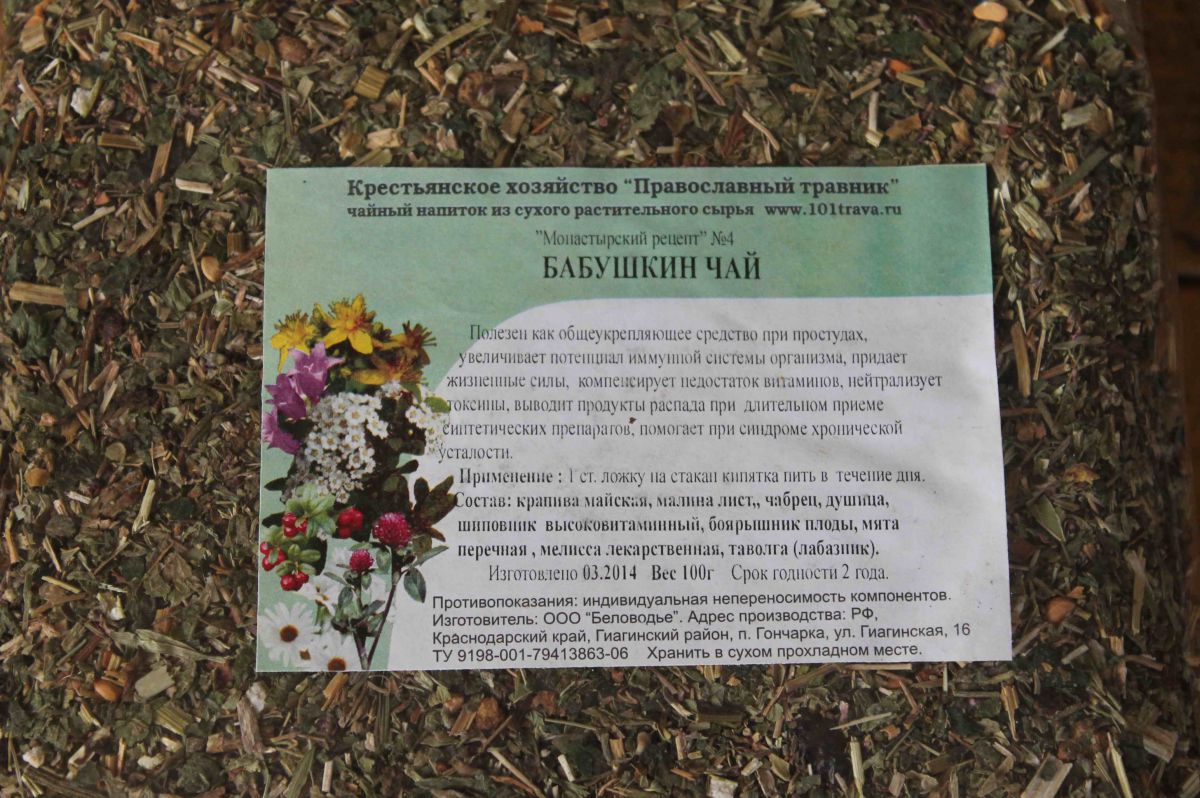 Крестьянское хозяйство "Православный травник"
чайный напиток из сухого растительного сырья www.101trava.ru
"Монастырский рецепт" №4
БАБУШКИН ЧАЙ
Полезен как общеукрепляющее средство при простудах,
увеличивает потенциал иммунной системы организма, придает
жизненные силы, компенсирует недостаток витаминов, нейтрализует
токсины, выводит продукты распада при длительном приеме
синтетических препаратов, помогает при синдроме хронической
усталости.
Применение : 1 ст. ложку на стакан кипятка пить в течение дня.
Состав: крапива майская, малина лист,, чабрец, душица,
шиповник высоковитаминный, боярышник плоды, мята
перечная , мелисса лекарственная, таволга (лабазник).
Изготовлено 03.2014 Вес 100г Срок годности 2 года.
Противопоказания: индивидуальная непереносимость компонентов.
Изготовитель: ООО "Беловодье". Адрес производства: РФ,
Краснодарский край, Гиагинский район, п. Гончарка, ул. Гиагинская, 16
ТУ 9198-001-79413863-06 Хранить в сухом прохладном месте.